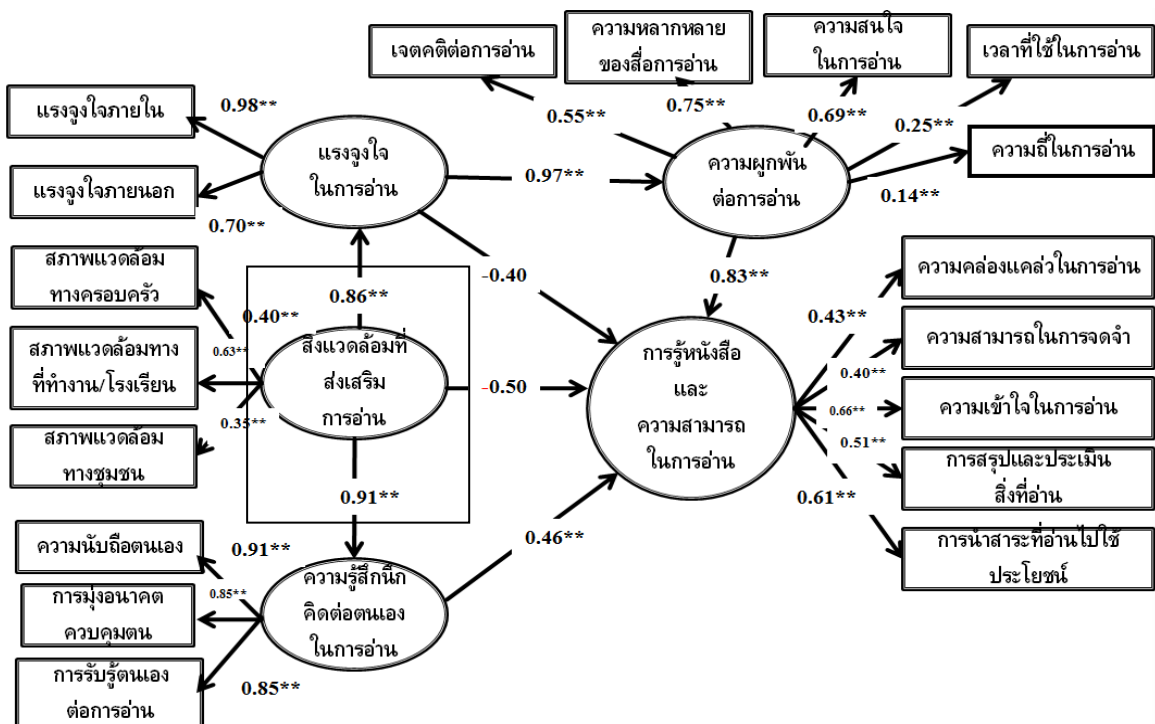 เจตคติต่อการอ่าน
ความหลากหลาย
ของสื่อการอ่าน
ความสนใจ
ในการอ่าน
เวลาที่ใช้ในการอ่าน
แรงจูงใจภายใน
0.98**
0.55**
0.75**
0.69**
0.25**
แรงจูงใจ
ในการอ่าน
ความผูกพัน
ต่อการอ่าน
ความถี่ในการอ่าน
แรงจูงใจภายนอก
0.97**
0.14**
0.70**
สภาพแวดล้อม
ทางครอบครัว
-0.40
0.83**
ความคล่องแคล่วในการอ่าน
0.86**
0.40**
0.43**
สภาพแวดล้อมทาง
ที่ทำงาน/โรงเรียน
0.63**
สิ่งแวดล้อมที่
ส่งเสริม
การอ่าน
-0.50
การรู้หนังสือ
และ
ความสามารถ
ในการอ่าน
ความสามารถในการจดจำ
0.40**
ความเข้าใจในการอ่าน
0.66**
0.35**
0.51**
สภาพแวดล้อม
ทางชุมชน
การสรุปและประเมิน
สิ่งที่อ่าน
0.61**
0.91**
0.46**
การนำสาระที่อ่านไปใช้
ประโยชน์
ความนับถือตนเอง
0.91**
ความรู้สึกนึก
คิดต่อตนเอง
ในการอ่าน
0.85**
การมุ่งอนาคต
ควบคุมตน
การรับรู้ตนเอง
ต่อการอ่าน
0.85**